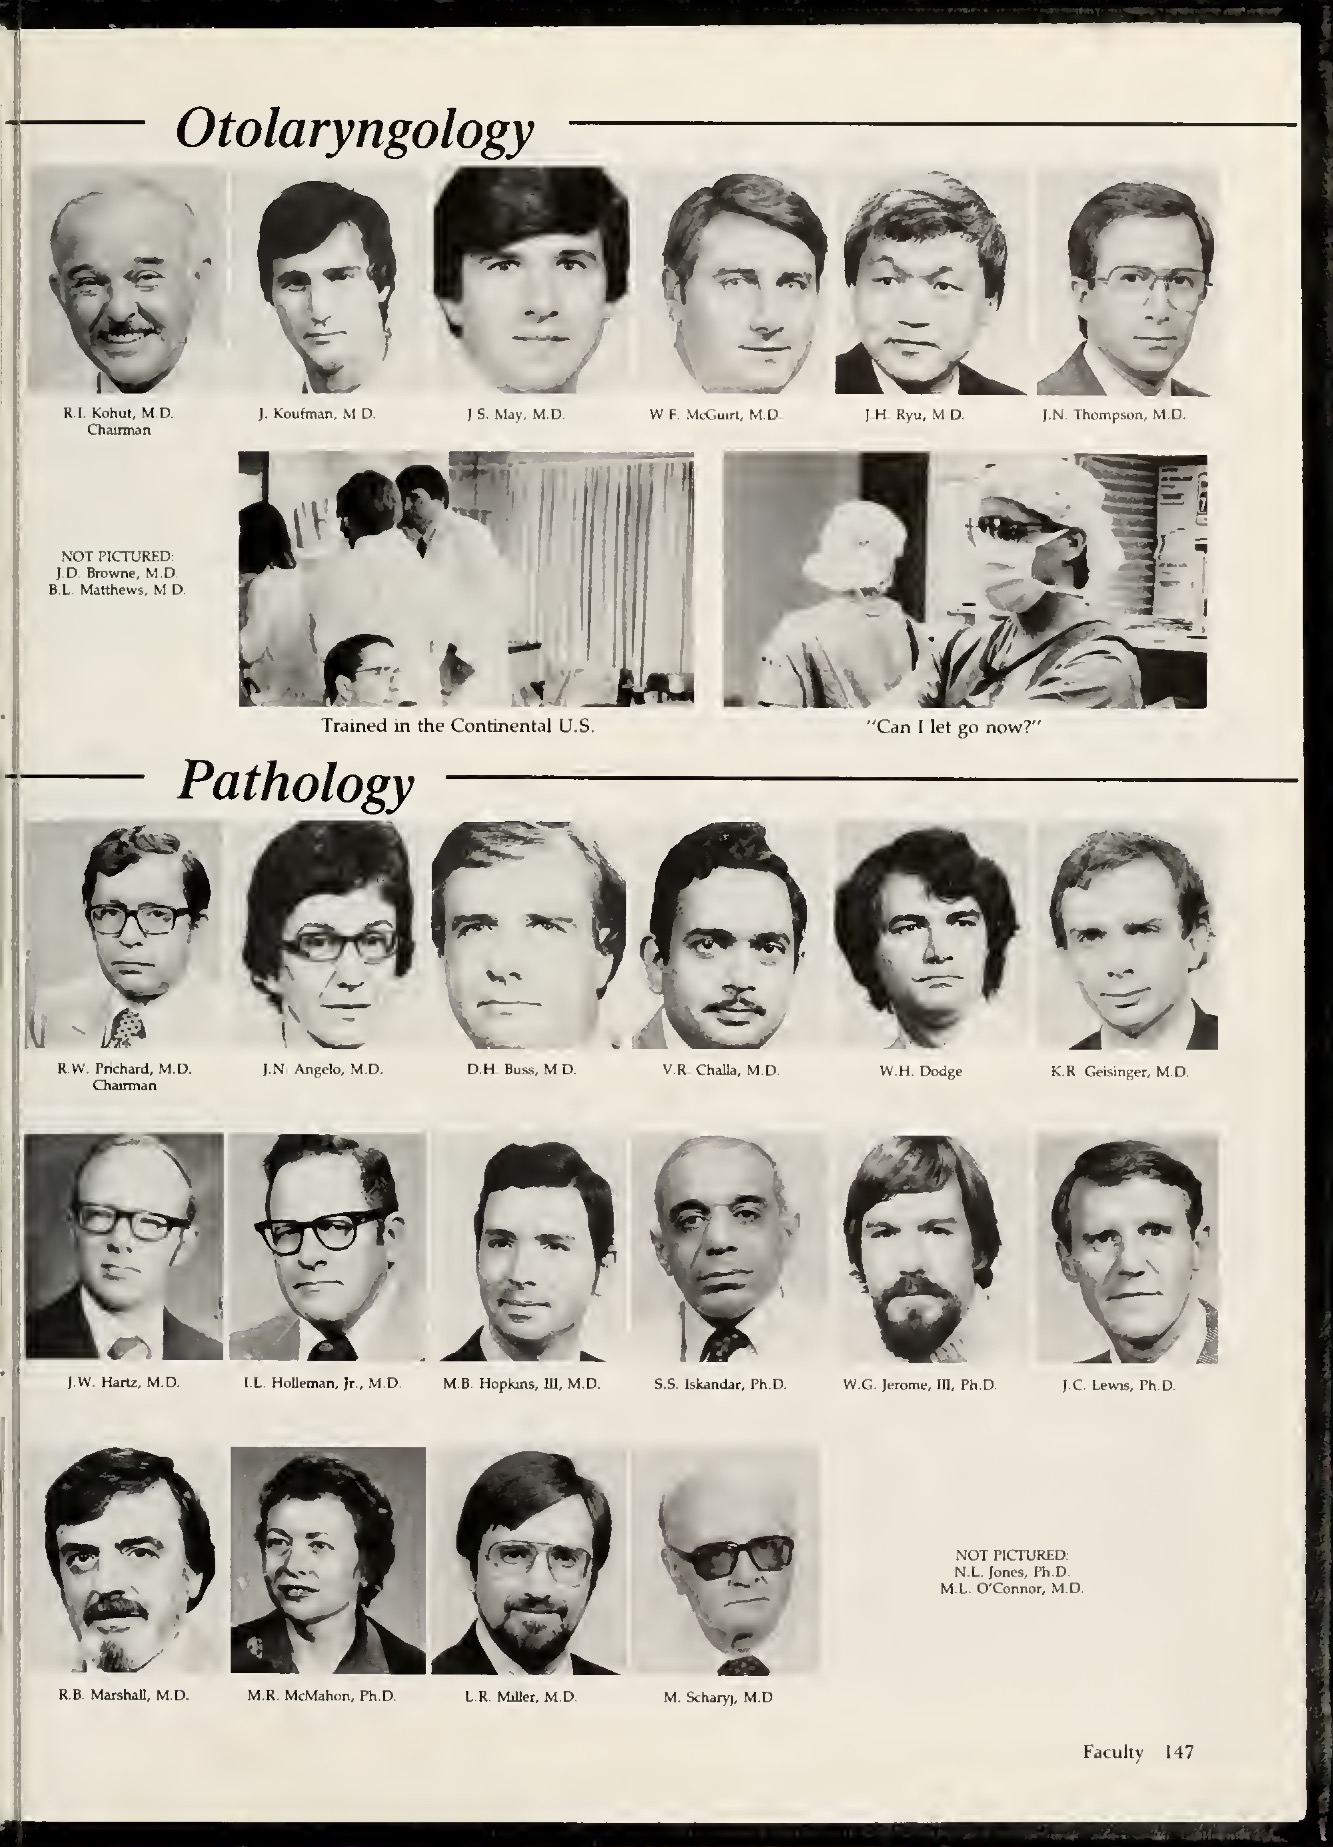 Otolaryngology
R.I. Kohut, M.D.
Chairman
J. Koufman, M.D.
J.S. May, M.D.
W.F. McGuirt, M.D.
J.H. Ryu, M.D.
J.N. Thompson, M.D.
NOT PICTURED:
J.D. Browne, M.D.
B.L. Matthews, M.D.
Trained in the Continental U.S.
"Can I let go now?"
Pathology
R.W. Prichard, M.D.
Chairman
J.N. Angelo, M.D.
D.H. Buss, M.D.
V.R. Challa, M.D.
W.H. Dodge
K.R. Geisinger, M.D.
J.W. Hartz, M.D.
I.L. Holleman, Jr., M.D.
M.B. Hopkins, III, M.D.
S.S. Iskandar, Ph.D.
W.G. Jerome, III, Ph.D.
J.C. Lewis, Ph.D.
R.B. Marshall, M.D.
M.R. McMahon, Ph.D.
L.R. Miller, M.D.
M. Scharyj, M.D
NOT PICTURED:
N.L. Jones, Ph.D.
M.L. O'Connor, M.D.
Faculty 147